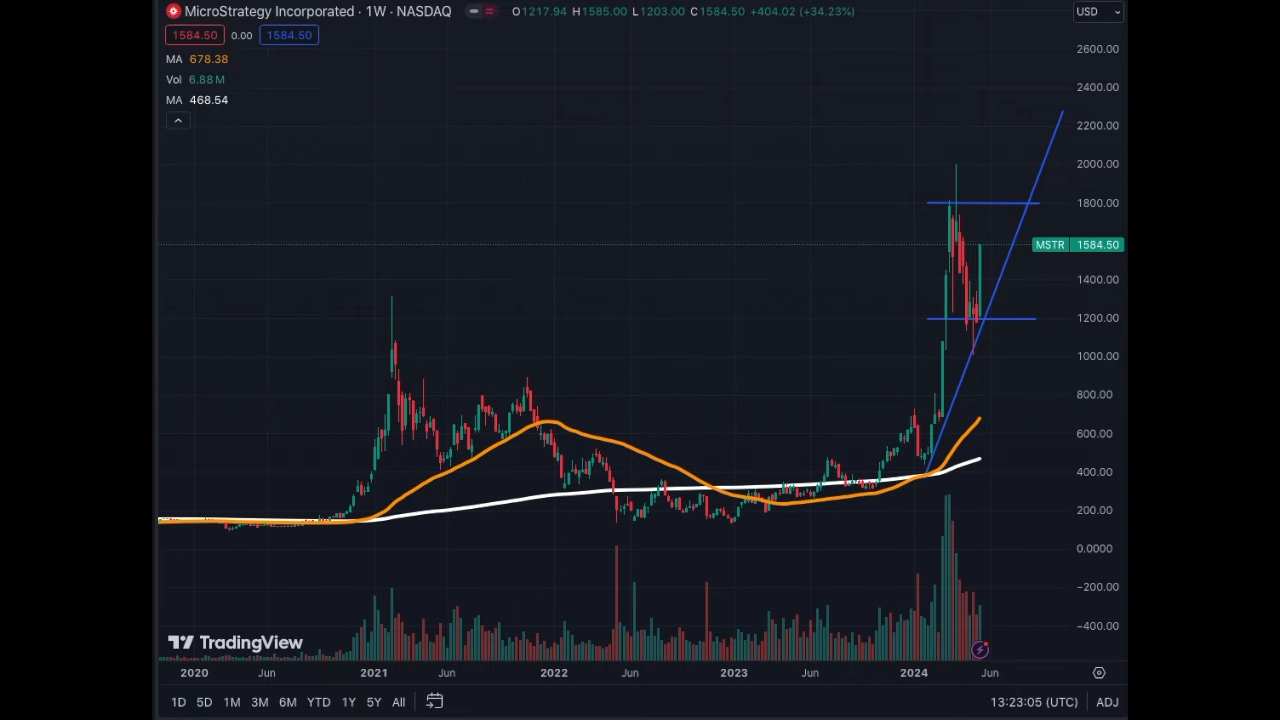 MicroStrategy Incorporated · 1W · NASDAQ O1217.94 H1585.00 L1203.00 C1584.50 +404.02 (+34.23%) USD
1584.50 0.00 1584.50
MA 678.38
Vol 6.88M
MA 468.54
2600.00
2400.00
2200.00
2000.00
1800.00
MSTR 1584.50
1400.00
1200.00
1000.00
800.00
600.00
400.00
200.00
0.0000
−200.00
−400.00
TradingView
2020 Jun 2021 Jun 2022 Jun 2023 Jun 2024 Jun
1D 5D 1M 3M 6M YTD 1Y 5Y All 13:23:05 (UTC) ADJ